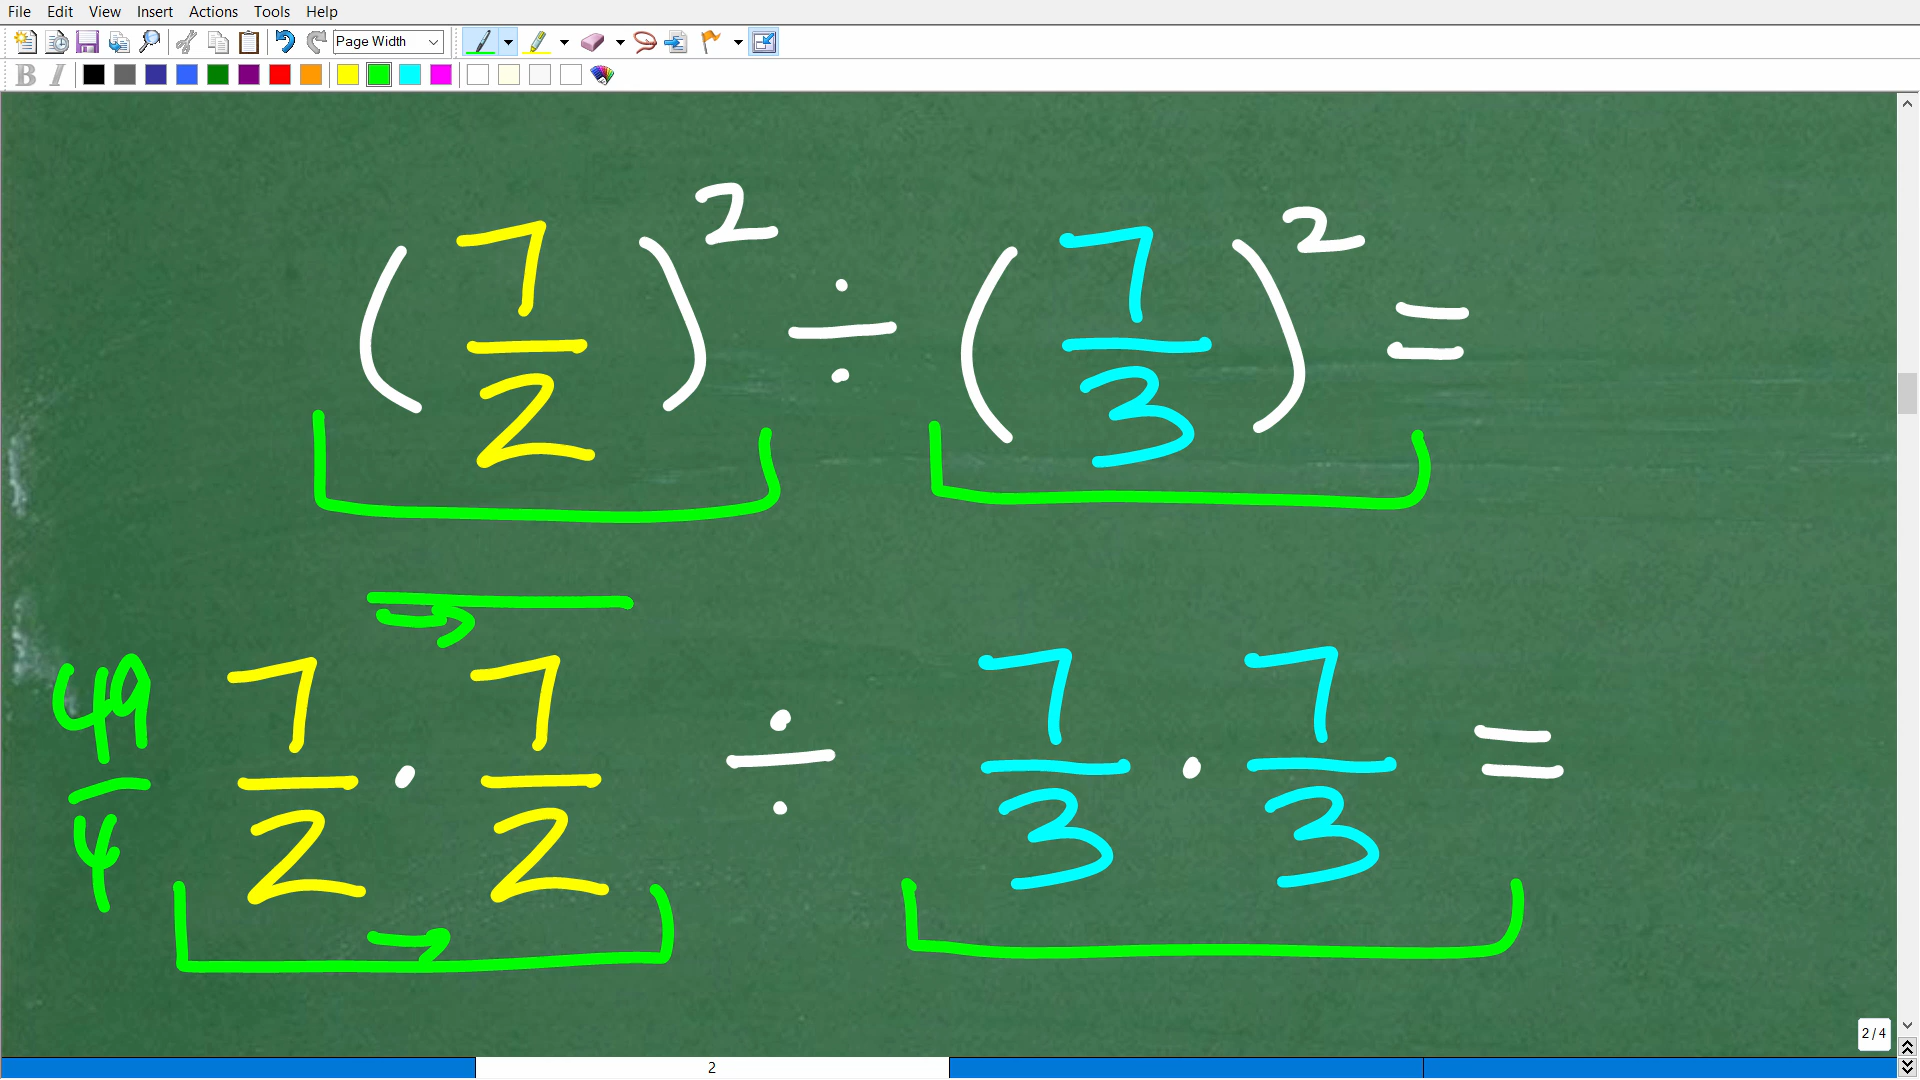 File Edit View Insert Actions Tools Help
Page Width
B I
(7/2)² ÷ (7/3)² =
49/4 7/2 · 7/2 ÷ 7/3 · 7/3 =
2 / 4
2